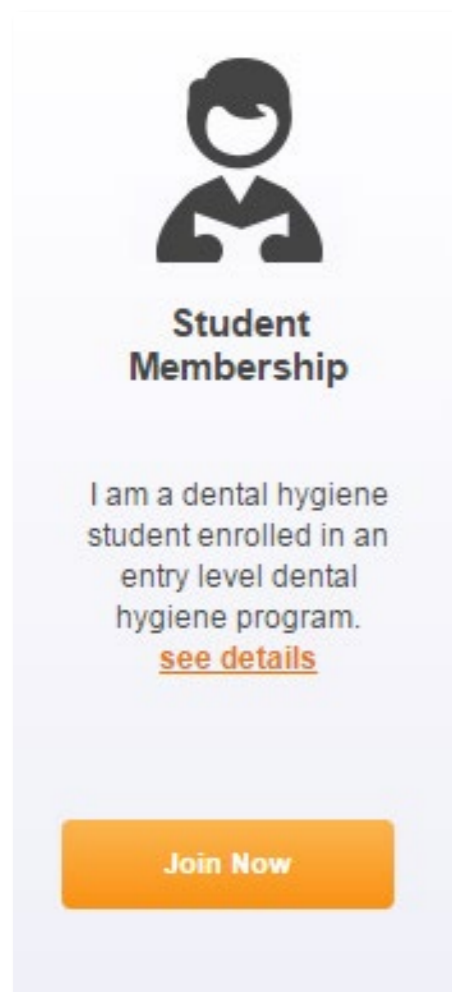 Student
Membership
I am a dental hygiene
student enrolled in an
entry level dental
hygiene program.
see details
Join Now